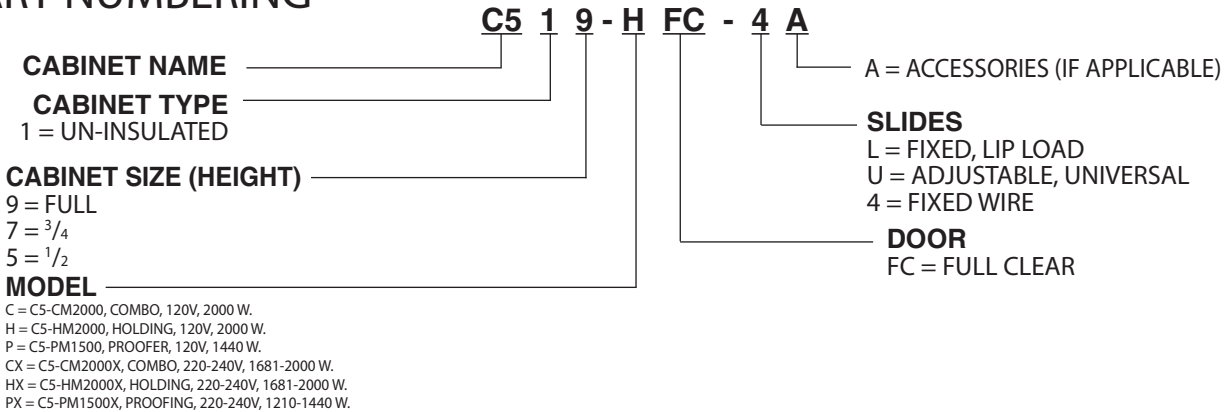 ART NUMBERING
C5 1 9 - H FC - 4 A
CABINET NAME
CABINET TYPE
1 = UN-INSULATED
CABINET SIZE (HEIGHT)
9 = FULL
7 = 3/4
5 = 1/2
MODEL
C = C5-CM2000, COMBO, 120V, 2000 W.
H = C5-HM2000, HOLDING, 120V, 2000 W.
P = C5-PM1500, PROOFER, 120V, 1440 W.
CX = C5-CM2000X, COMBO, 220-240V, 1681-2000 W.
HX = C5-HM2000X, HOLDING, 220-240V, 1681-2000 W.
PX = C5-PM1500X, PROOFING, 220-240V, 1210-1440 W.
A = ACCESSORIES (IF APPLICABLE)
SLIDES
L = FIXED, LIP LOAD
U = ADJUSTABLE, UNIVERSAL
4 = FIXED WIRE
DOOR
FC = FULL CLEAR